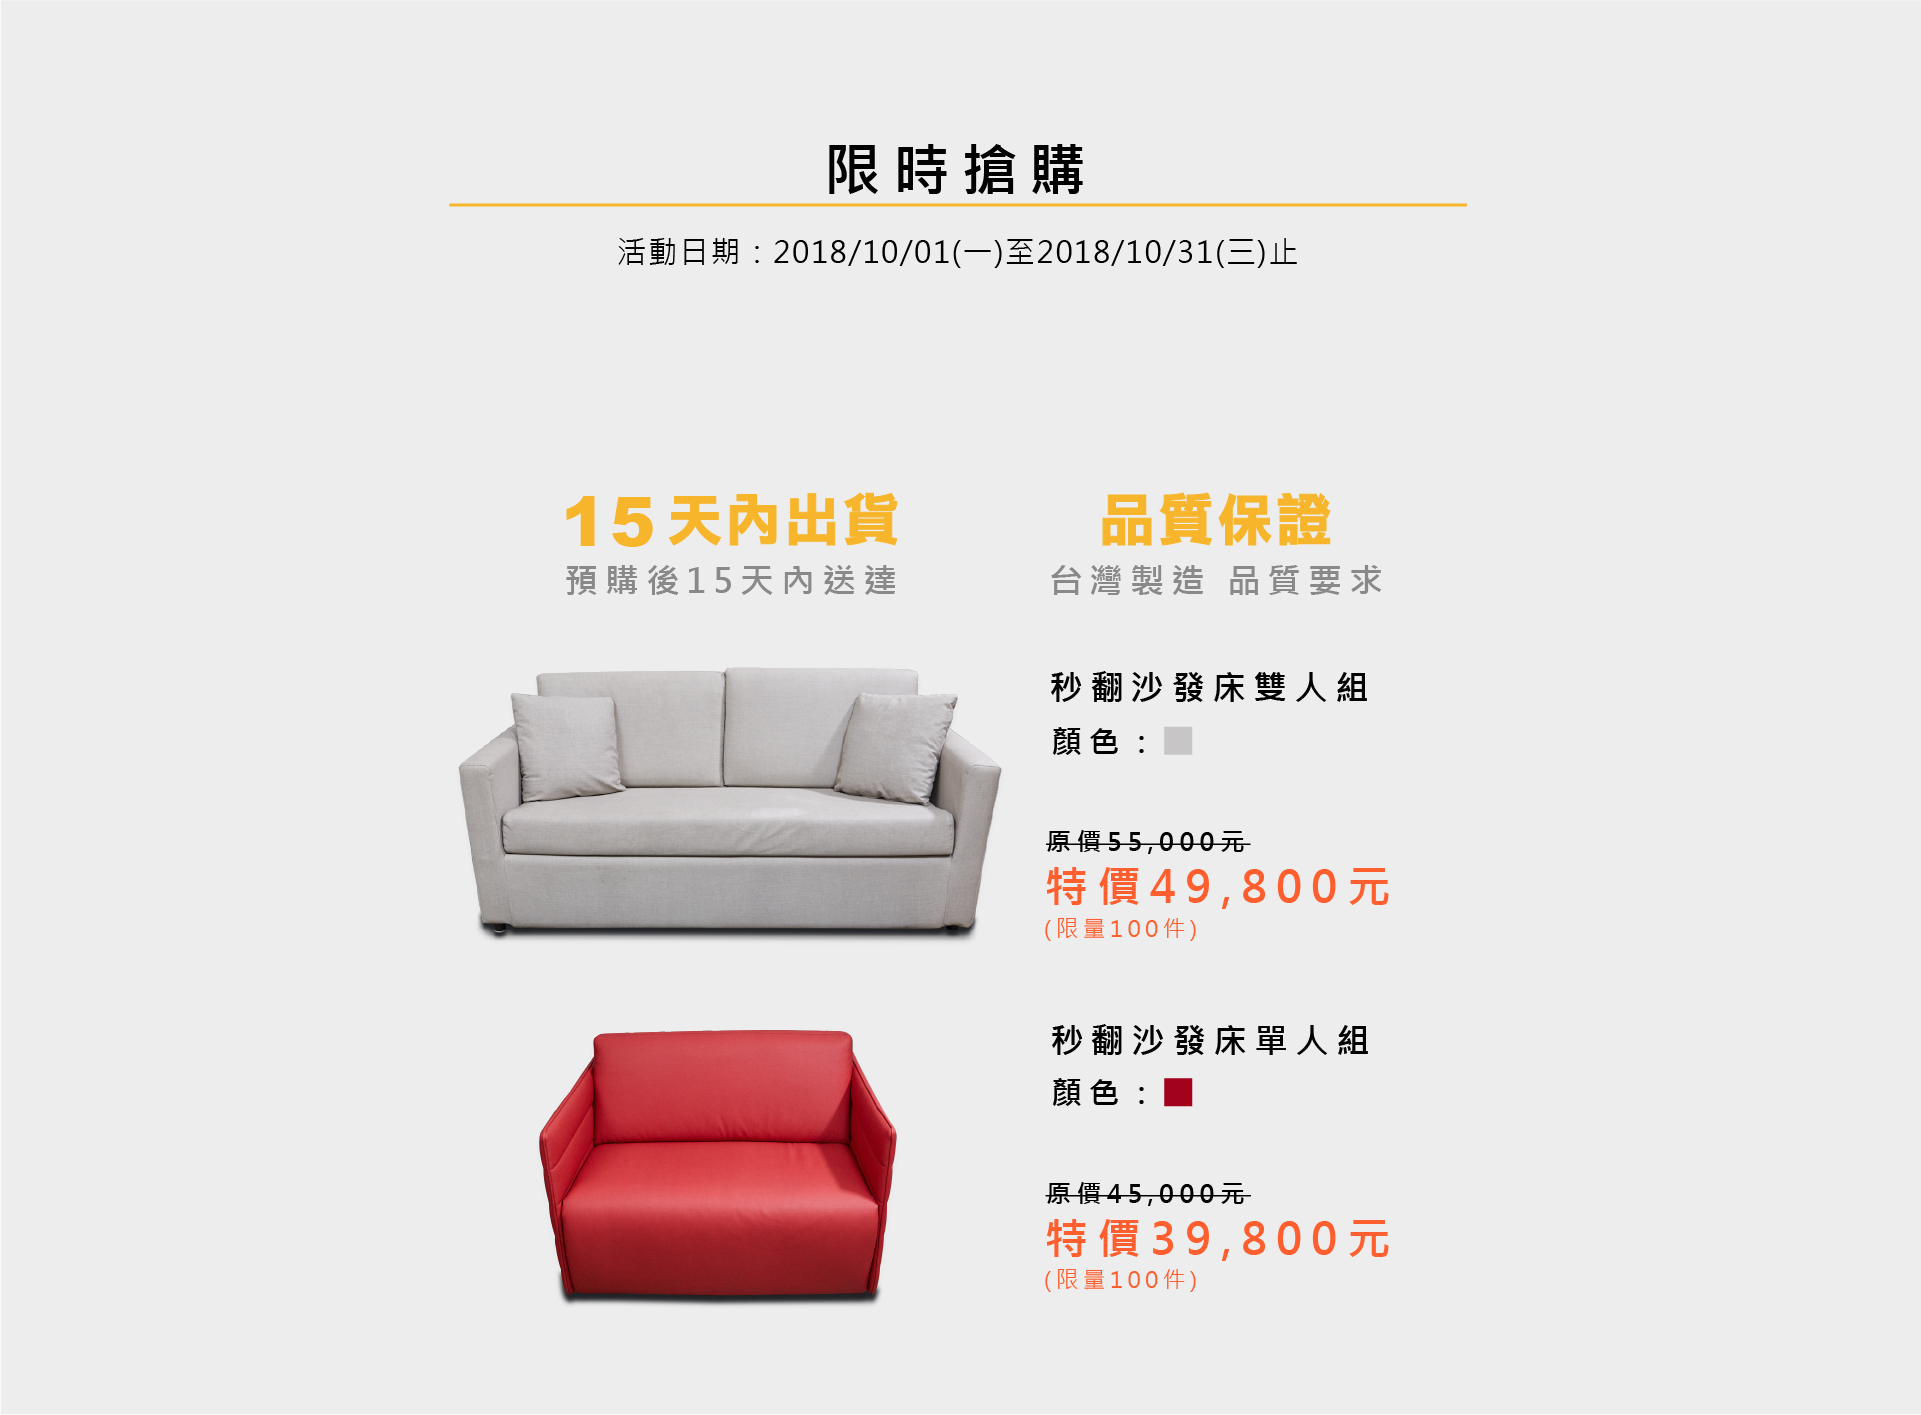 限時搶購
活動日期：2018/10/01(一)至2018/10/31(三)止
15天內出貨
預購後15天內送達
品質保證
台灣製造 品質要求
秒翻沙發床雙人組
顏色：
原價55,000元
特價49,800元
(限量100件)
秒翻沙發床單人組
顏色：
原價45,000元
特價39,800元
(限量100件)